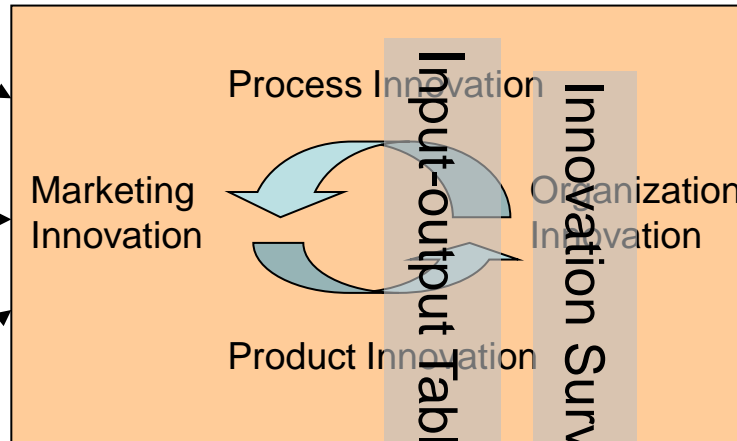 Process Innovation
Marketing
Innovation
Organization
Innovation
Product Innovation
Input-output Tabl
Innovation Surv